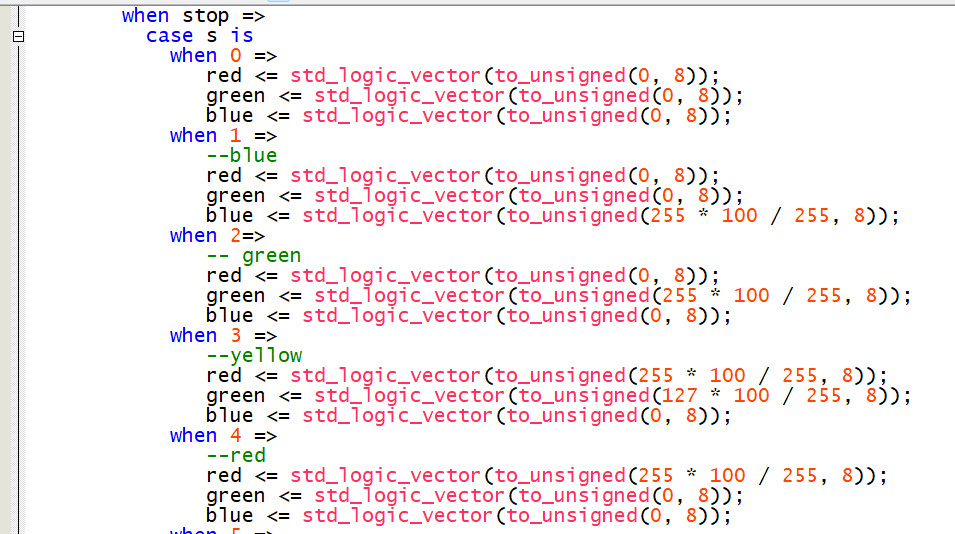 when stop =>
case s is
when 0 =>
red <= std_logic_vector(to_unsigned(0, 8));
green <= std_logic_vector(to_unsigned(0, 8));
blue <= std_logic_vector(to_unsigned(0, 8));
when 1 =>
--blue
red <= std_logic_vector(to_unsigned(0, 8));
green <= std_logic_vector(to_unsigned(0, 8));
blue <= std_logic_vector(to_unsigned(255 * 100 / 255, 8));
when 2=>
-- green
red <= std_logic_vector(to_unsigned(0, 8));
green <= std_logic_vector(to_unsigned(255 * 100 / 255, 8));
blue <= std_logic_vector(to_unsigned(0, 8));
when 3 =>
--yellow
red <= std_logic_vector(to_unsigned(255 * 100 / 255, 8));
green <= std_logic_vector(to_unsigned(127 * 100 / 255, 8));
blue <= std_logic_vector(to_unsigned(0, 8));
when 4 =>
--red
red <= std_logic_vector(to_unsigned(255 * 100 / 255, 8));
green <= std_logic_vector(to_unsigned(0, 8));
blue <= std_logic_vector(to_unsigned(0, 8));
when 5 =>